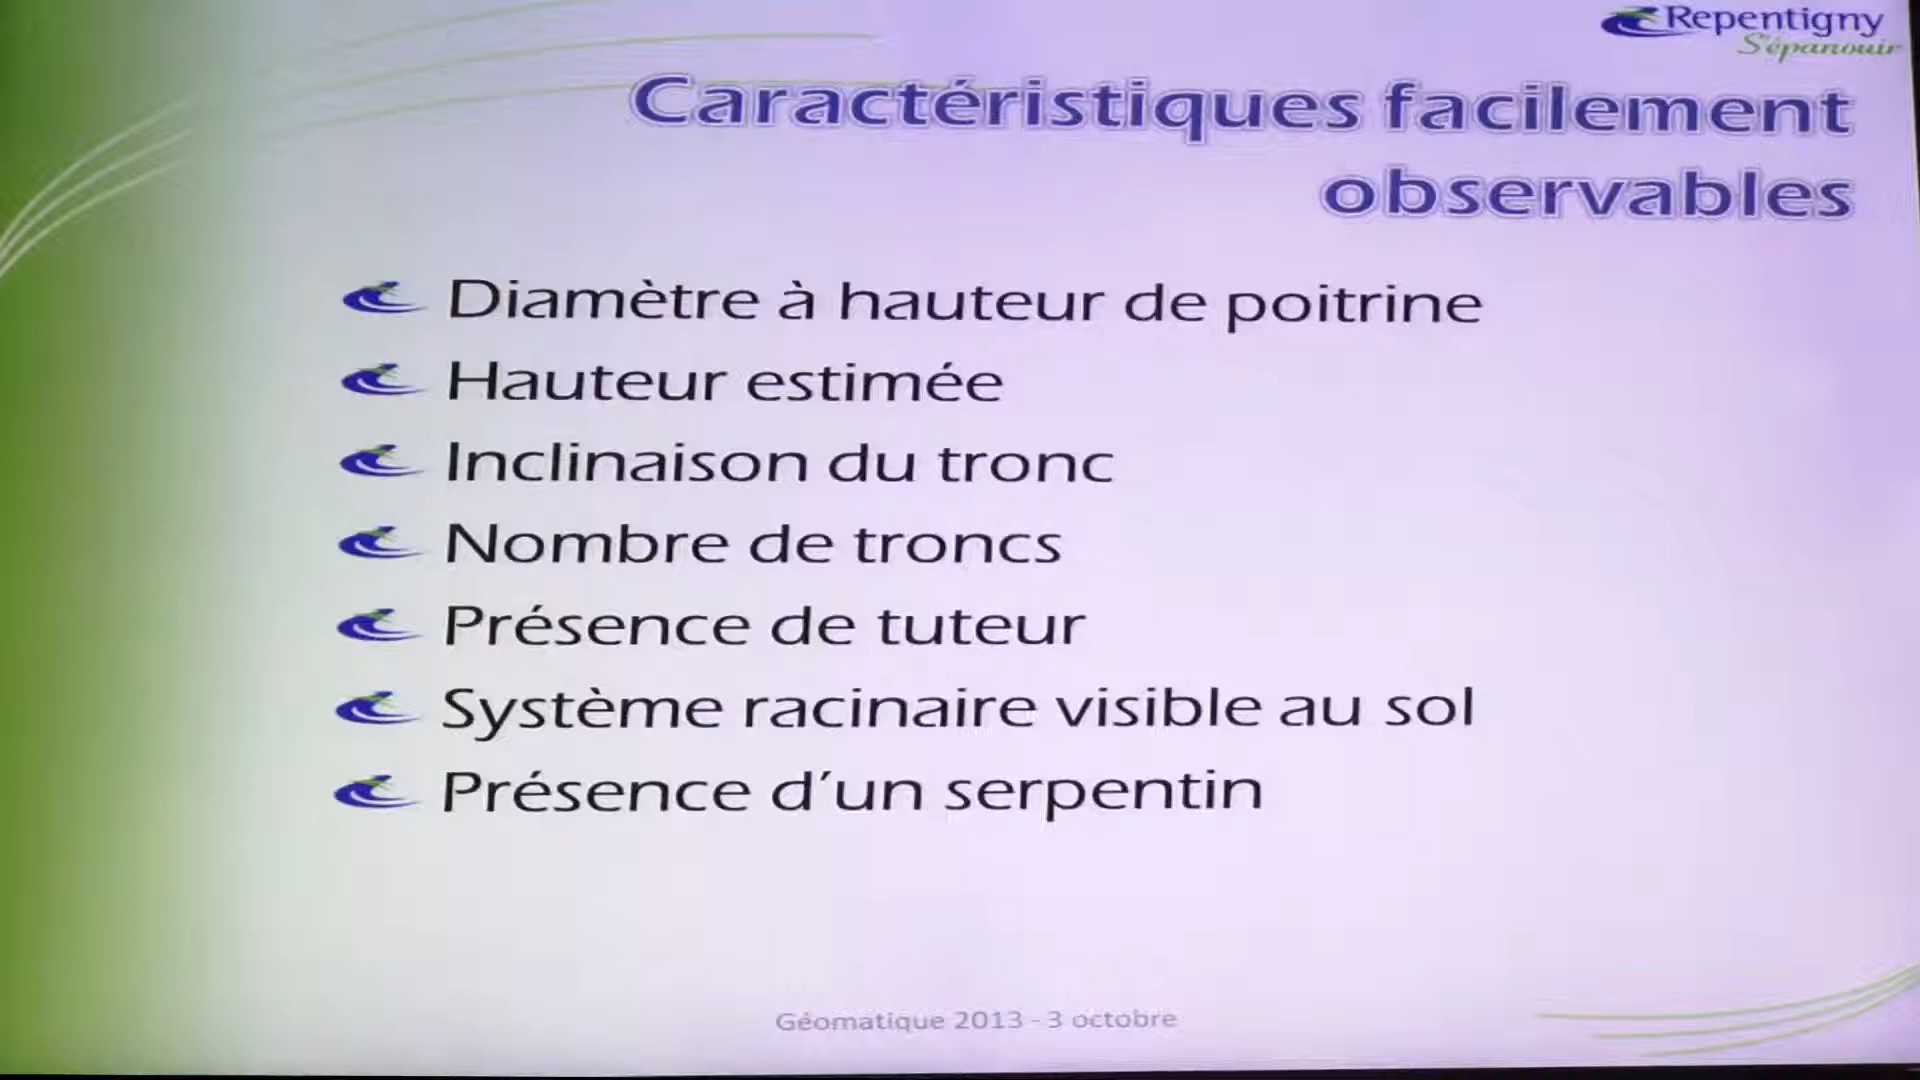 Repentigny
S'épanouir
Caractéristiques facilement
observables
Diamètre à hauteur de poitrine
Hauteur estimée
Inclinaison du tronc
Nombre de troncs
Présence de tuteur
Système racinaire visible au sol
Présence d'un serpentin
Géomatique 2013 - 3 octobre